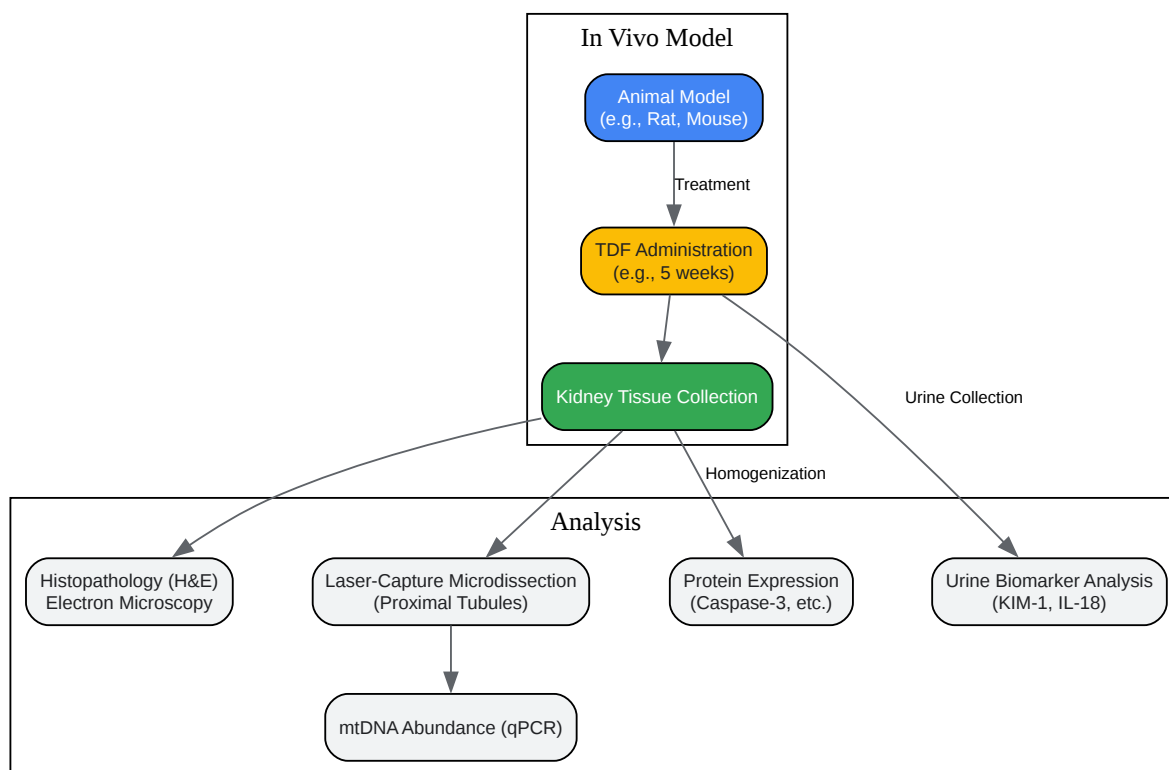 In Vivo Model
Animal Model
(e.g., Rat, Mouse)
Treatment
TDF Administration
(e.g., 5 weeks)
Kidney Tissue Collection
Urine Collection
Homogenization
Analysis
Histopathology (H&E)
Electron Microscopy
Laser-Capture Microdissection
(Proximal Tubules)
Protein Expression
(Caspase-3, etc.)
Urine Biomarker Analysis
(KIM-1, IL-18)
mtDNA Abundance (qPCR)